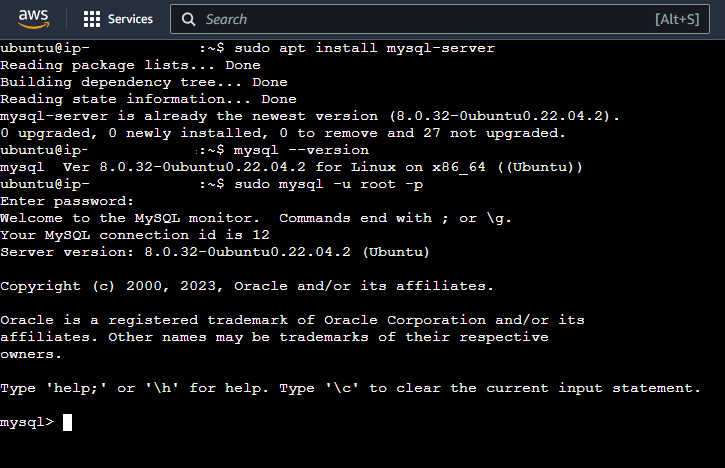 aws
Services
Search
[Alt+S]
ubuntu@ip- :~$ sudo apt install mysql-server
Reading package lists... Done
Building dependency tree... Done
Reading state information... Done
mysql-server is already the newest version (8.0.32-0ubuntu0.22.04.2).
0 upgraded, 0 newly installed, 0 to remove and 27 not upgraded.
ubuntu@ip- :~$ mysql --version
mysql  Ver 8.0.32-0ubuntu0.22.04.2 for Linux on x86_64 ((Ubuntu))
ubuntu@ip- :~$ sudo mysql -u root -p
Enter password:
Welcome to the MySQL monitor.  Commands end with ; or \g.
Your MySQL connection id is 12
Server version: 8.0.32-0ubuntu0.22.04.2 (Ubuntu)
Copyright (c) 2000, 2023, Oracle and/or its affiliates.
Oracle is a registered trademark of Oracle Corporation and/or its
affiliates. Other names may be trademarks of their respective
owners.
Type 'help;' or '\h' for help. Type '\c' to clear the current input statement.
mysql>